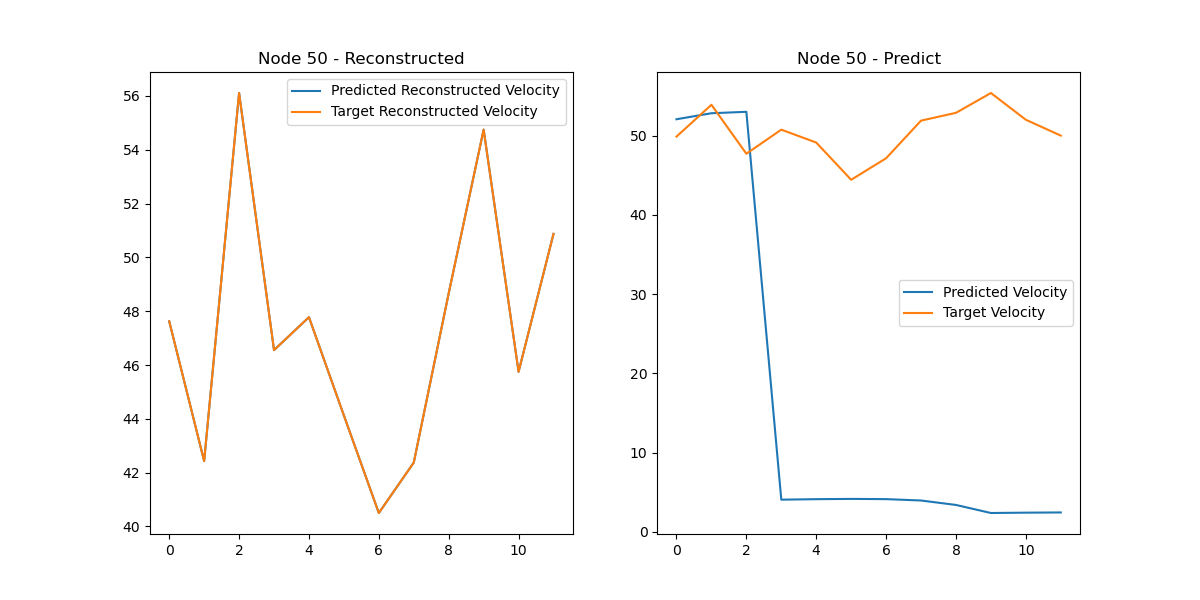 Node 50 - Reconstructed
Predicted Reconstructed Velocity
Target Reconstructed Velocity
56
54
52
50
48
46
44
42
40
0 2 4 6 8 10
Node 50 - Predict
Predicted Velocity
Target Velocity
50
40
30
20
10
0
0 2 4 6 8 10